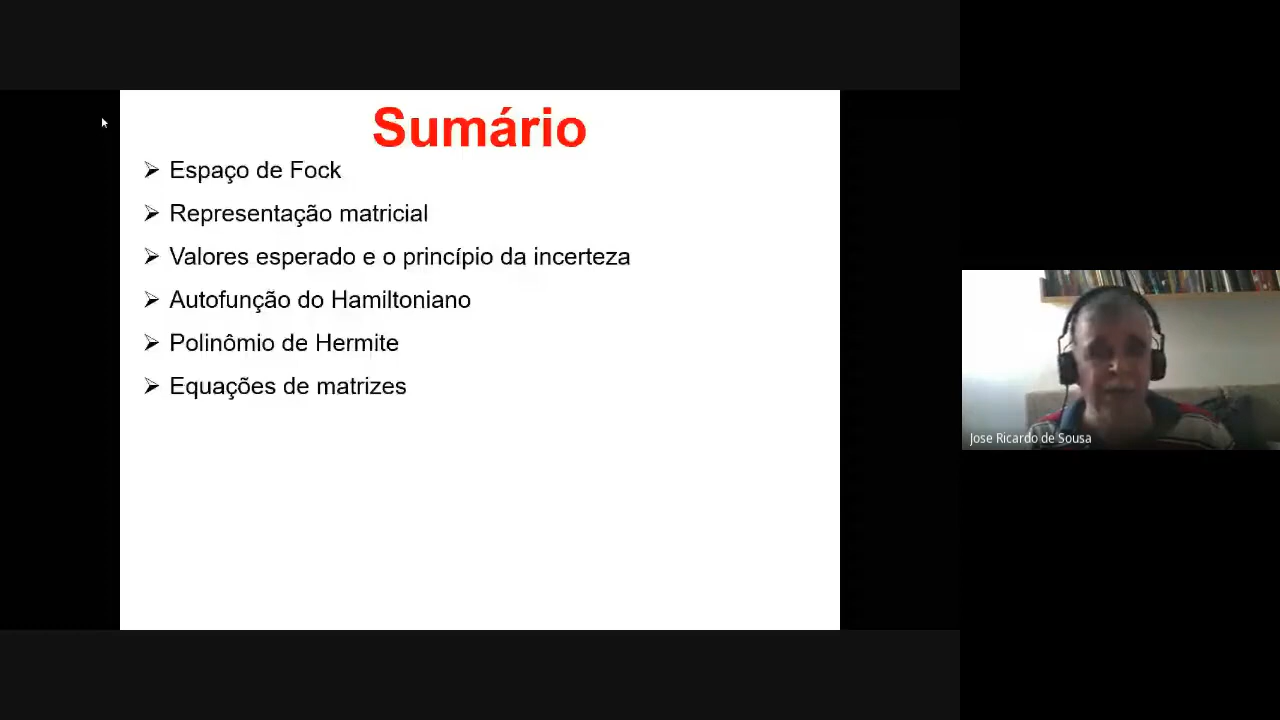 Sumário
Espaço de Fock
Representação matricial
Valores esperado e o princípio da incerteza
Autofunção do Hamiltoniano
Polinômio de Hermite
Equações de matrizes
Jose Ricardo de Sousa